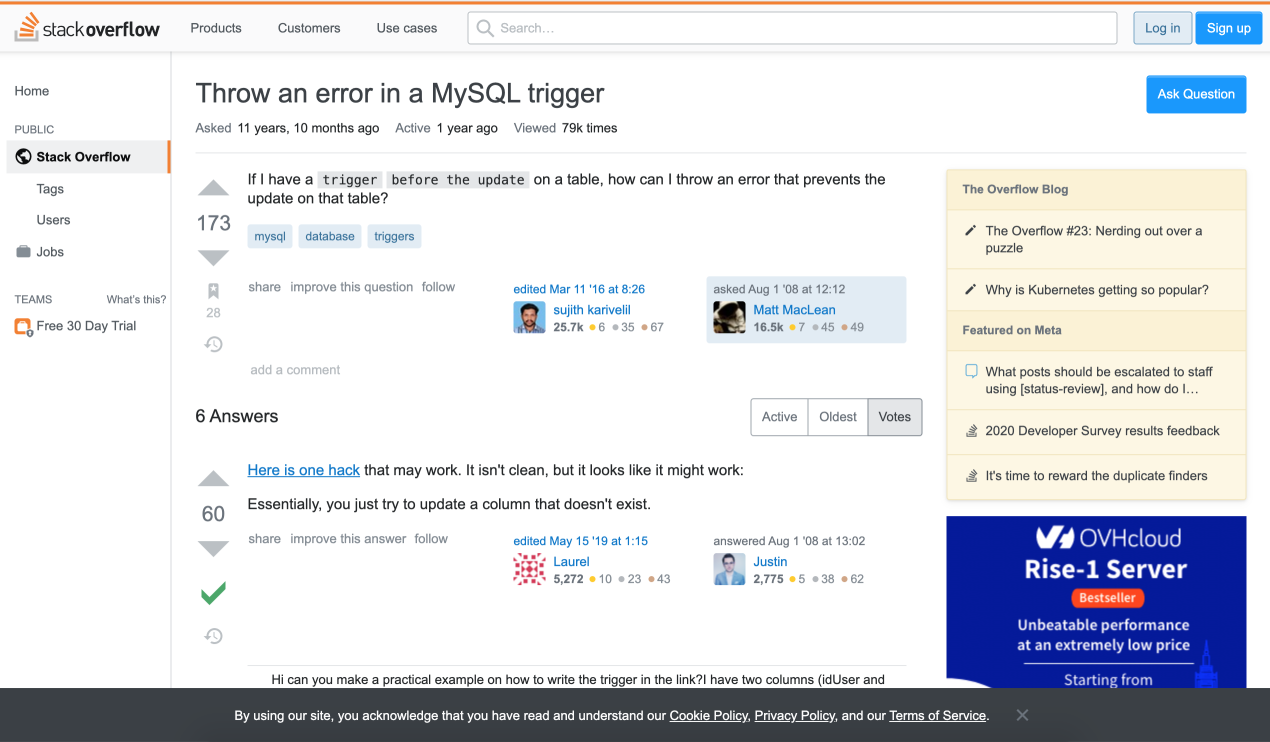 stackoverflow
Products
Customers
Use cases
Search…
Log in
Sign up
Home
PUBLIC
Stack Overflow
Tags
Users
Jobs
TEAMS
What's this?
Free 30 Day Trial
Throw an error in a MySQL trigger
Ask Question
Asked 11 years, 10 months ago Active 1 year ago Viewed 79k times
173
28
If I have a trigger before the update on a table, how can I throw an error that prevents the
update on that table?
mysql database triggers
share improve this question follow
edited Mar 11 '16 at 8:26
sujith karivelil
25.7k 6 35 67
asked Aug 1 '08 at 12:12
Matt MacLean
16.5k 7 45 49
add a comment
6 Answers
Active Oldest Votes
60
Here is one hack that may work. It isn't clean, but it looks like it might work:
Essentially, you just try to update a column that doesn't exist.
share improve this answer follow
edited May 15 '19 at 1:15
Laurel
5,272 10 23 43
answered Aug 1 '08 at 13:02
Justin
2,775 5 38 62
Hi can you make a practical example on how to write the trigger in the link?I have two columns (idUser and
The Overflow Blog
The Overflow #23: Nerding out over a
puzzle
Why is Kubernetes getting so popular?
Featured on Meta
What posts should be escalated to staff
using [status-review], and how do I…
2020 Developer Survey results feedback
It's time to reward the duplicate finders
OVHcloud
Rise-1 Server
Bestseller
Unbeatable performance
at an extremely low price
Starting from
By using our site, you acknowledge that you have read and understand our Cookie Policy, Privacy Policy, and our Terms of Service.